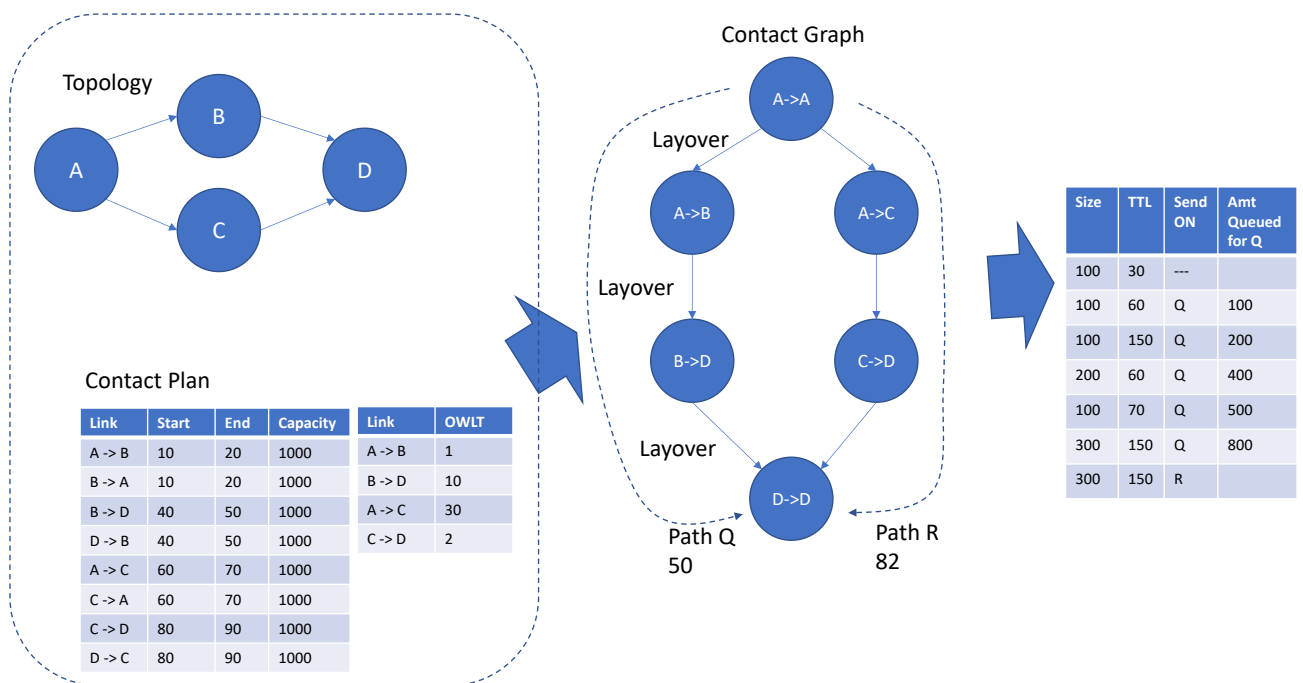 Topology
A
B
C
D
Contact Plan
Link Start End Capacity
A -> B 10 20 1000
B -> A 10 20 1000
B -> D 40 50 1000
D -> B 40 50 1000
A -> C 60 70 1000
C -> A 60 70 1000
C -> D 80 90 1000
D -> C 80 90 1000
Link OWLT
A -> B 1
B -> D 10
A -> C 30
C -> D 2
Contact Graph
A->A
Layover
A->B
A->C
Layover
B->D
C->D
Layover
D->D
Path Q
50
Path R
82
Size TTL Send ON Amt Queued for Q
100 30 ---
100 60 Q 100
100 150 Q 200
200 60 Q 400
100 70 Q 500
300 150 Q 800
300 150 R